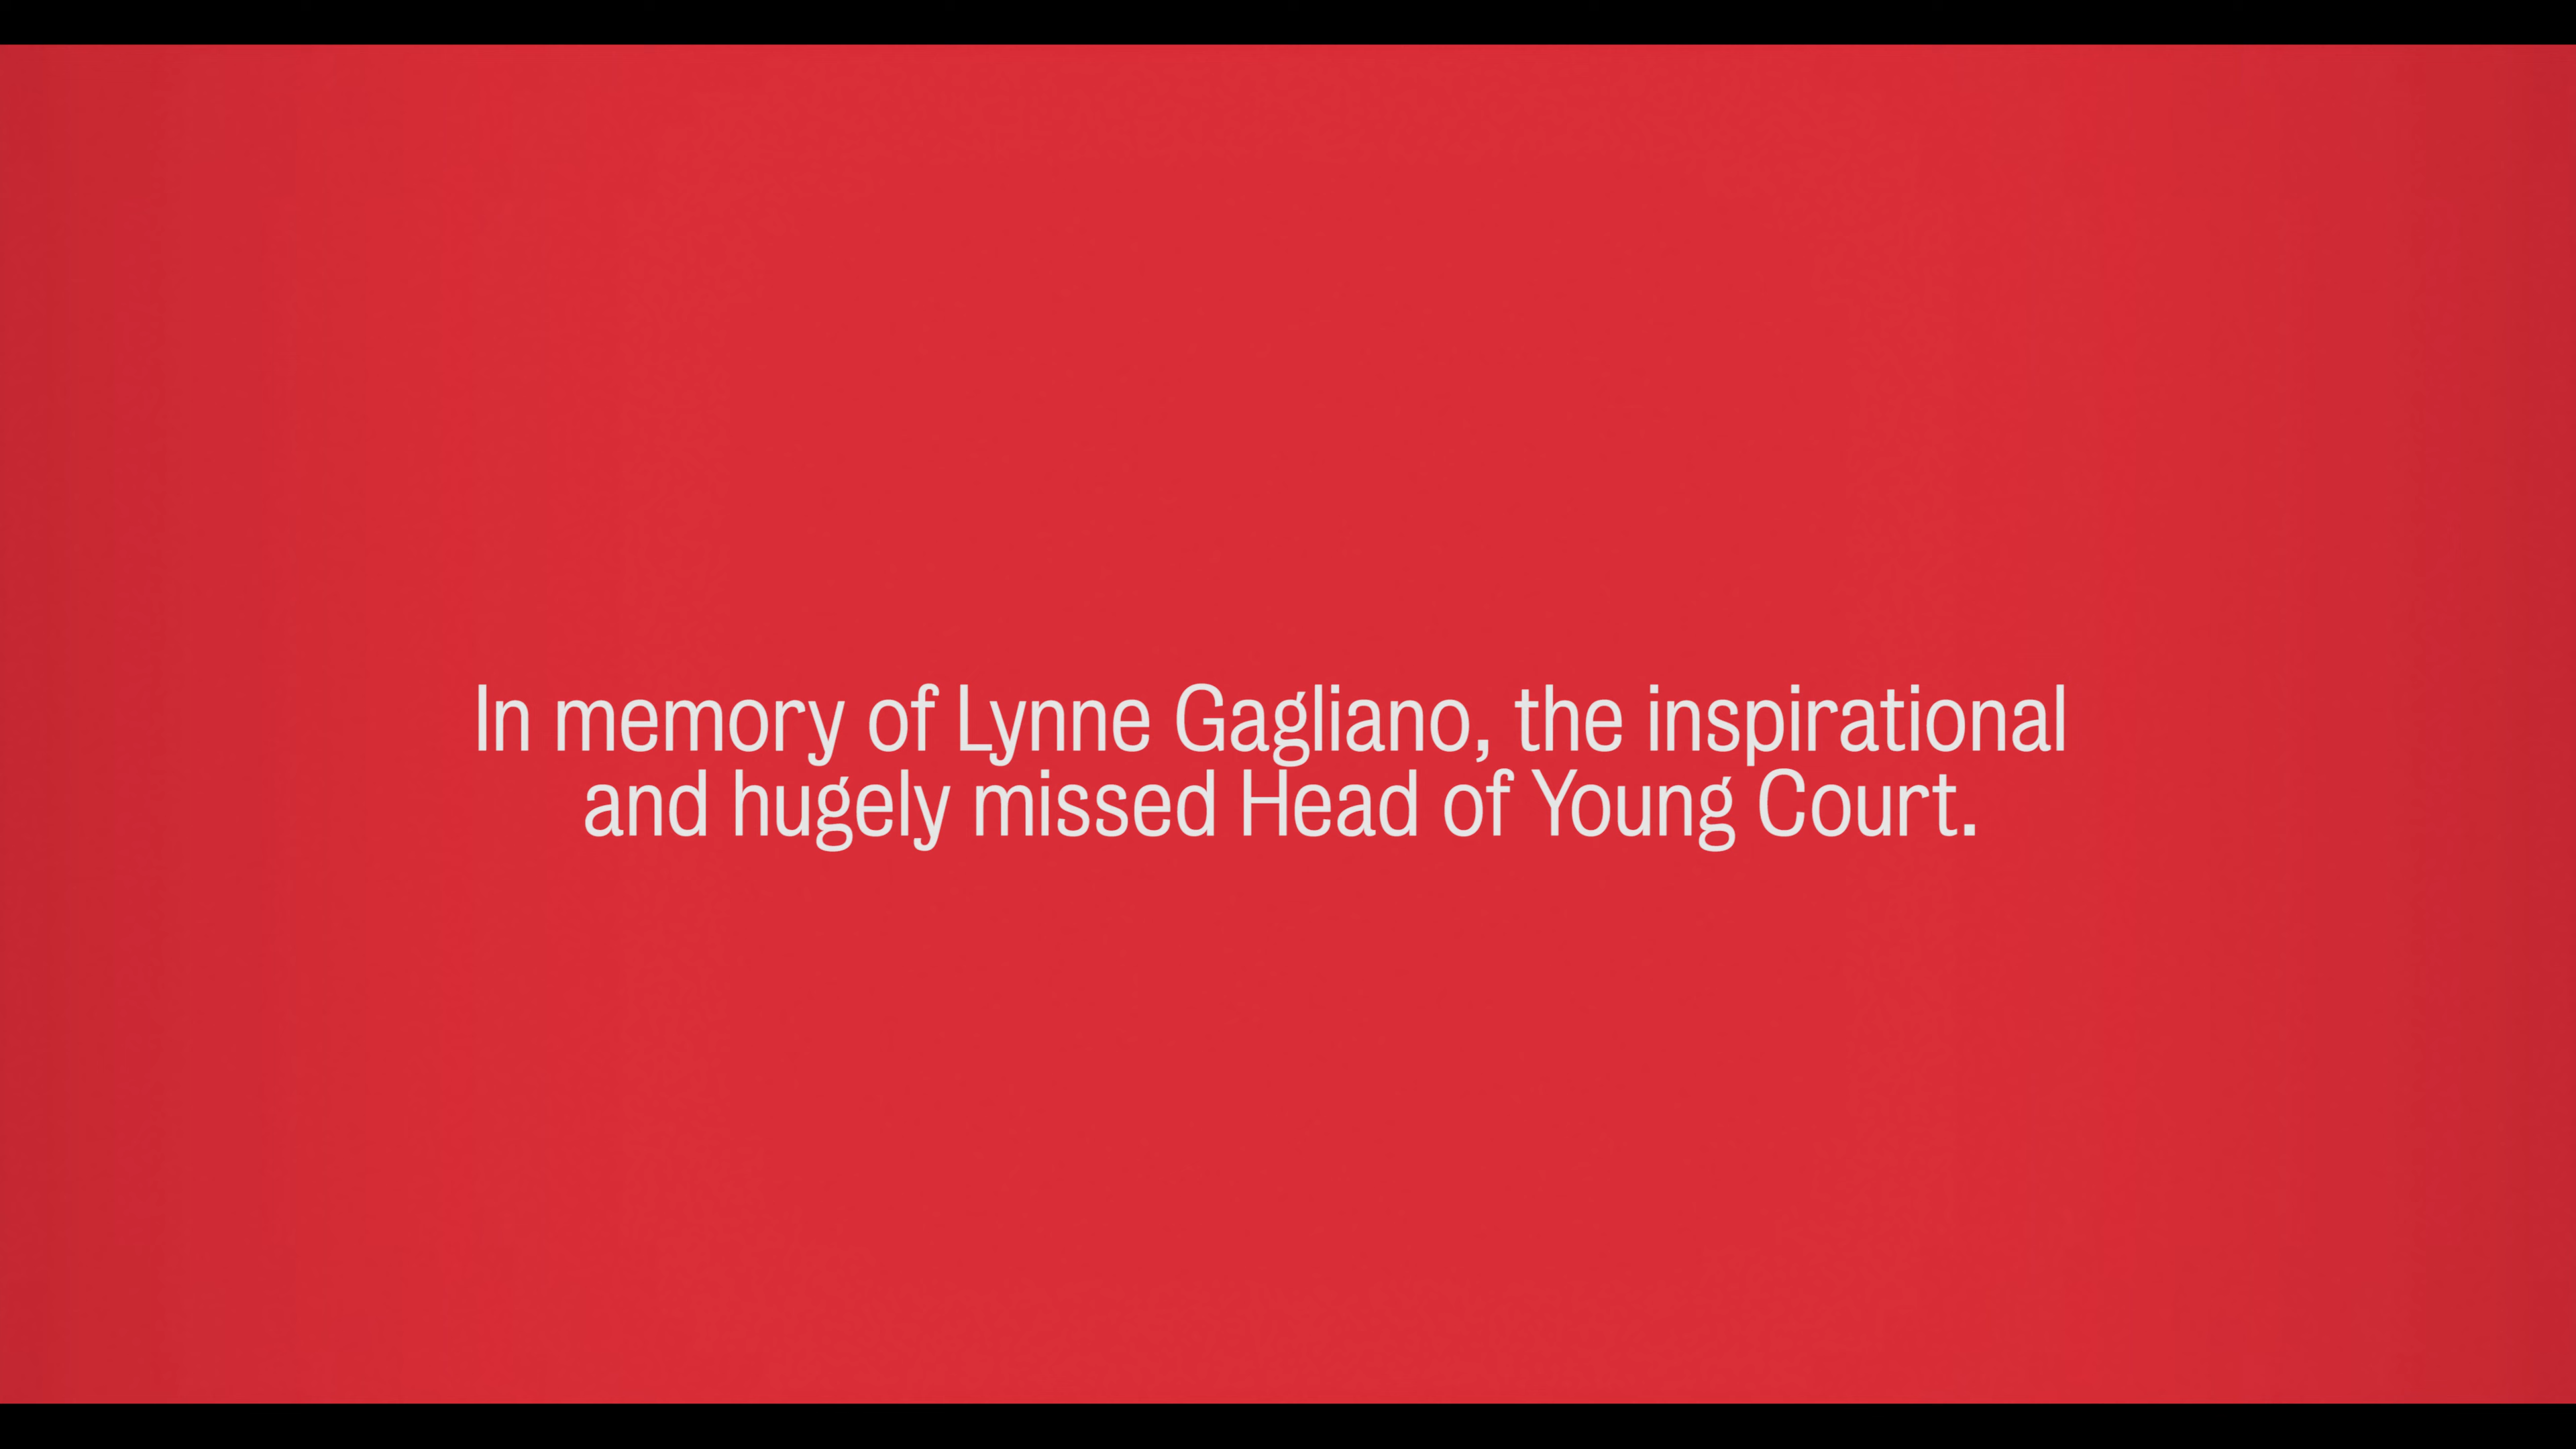 In memory of Lynne Gagliano, the inspirational
and hugely missed Head of Young Court.